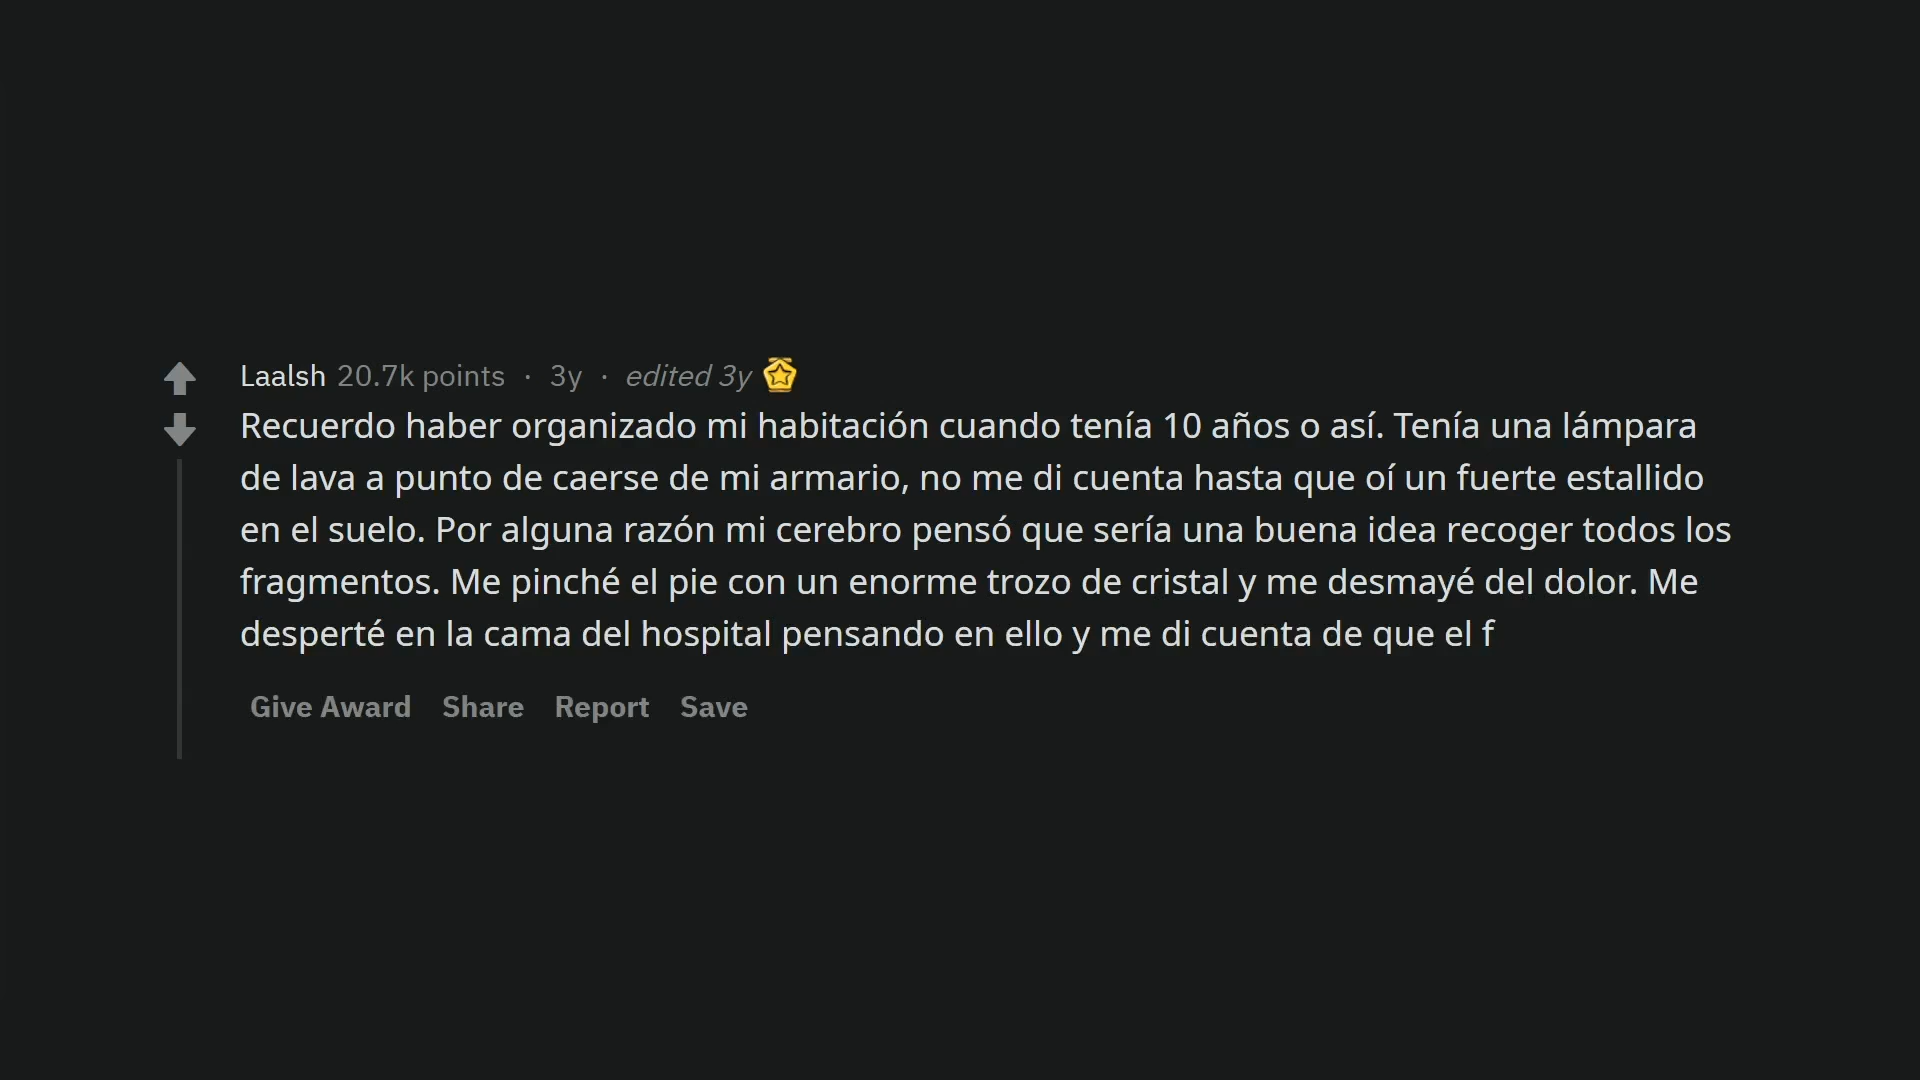 Laalsh 20.7k points · 3y · edited 3y
Recuerdo haber organizado mi habitación cuando tenía 10 años o así. Tenía una lámpara
de lava a punto de caerse de mi armario, no me di cuenta hasta que oí un fuerte estallido
en el suelo. Por alguna razón mi cerebro pensó que sería una buena idea recoger todos los
fragmentos. Me pinché el pie con un enorme trozo de cristal y me desmayé del dolor. Me
desperté en la cama del hospital pensando en ello y me di cuenta de que el f
Give Award Share Report Save